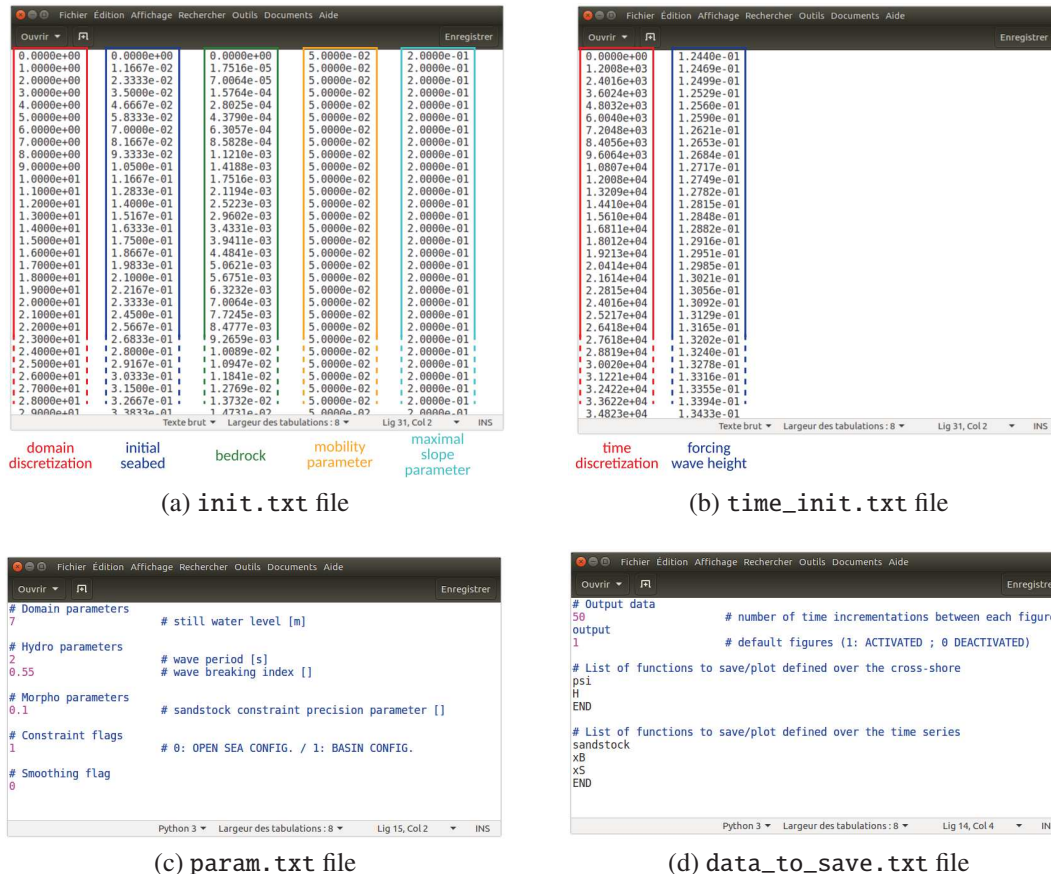 Fichier Édition Affichage Rechercher Outils Documents Aide
Ouvrir Enregistrer
0.0000e+00 0.0000e+00 0.0000e+00 5.0000e-02 2.0000e-01
1.0000e+00 1.1667e-02 1.7516e-05 5.0000e-02 2.0000e-01
2.0000e+00 2.3333e-02 7.0064e-05 5.0000e-02 2.0000e-01
3.0000e+00 3.5000e-02 1.5764e-04 5.0000e-02 2.0000e-01
4.0000e+00 4.6667e-02 2.8025e-04 5.0000e-02 2.0000e-01
5.0000e+00 5.8333e-02 4.3790e-04 5.0000e-02 2.0000e-01
6.0000e+00 7.0000e-02 6.3057e-04 5.0000e-02 2.0000e-01
7.0000e+00 8.1667e-02 8.5828e-04 5.0000e-02 2.0000e-01
8.0000e+00 9.3333e-02 1.1210e-03 5.0000e-02 2.0000e-01
9.0000e+00 1.0500e-01 1.4188e-03 5.0000e-02 2.0000e-01
1.0000e+01 1.1667e-01 1.7516e-03 5.0000e-02 2.0000e-01
1.1000e+01 1.2833e-01 2.1194e-03 5.0000e-02 2.0000e-01
1.2000e+01 1.4000e-01 2.5223e-03 5.0000e-02 2.0000e-01
1.3000e+01 1.5167e-01 2.9602e-03 5.0000e-02 2.0000e-01
1.4000e+01 1.6333e-01 3.4331e-03 5.0000e-02 2.0000e-01
1.5000e+01 1.7500e-01 3.9411e-03 5.0000e-02 2.0000e-01
1.6000e+01 1.8667e-01 4.4841e-03 5.0000e-02 2.0000e-01
1.7000e+01 1.9833e-01 5.0621e-03 5.0000e-02 2.0000e-01
1.8000e+01 2.1000e-01 5.6751e-03 5.0000e-02 2.0000e-01
1.9000e+01 2.2167e-01 6.3232e-03 5.0000e-02 2.0000e-01
2.0000e+01 2.3333e-01 7.0064e-03 5.0000e-02 2.0000e-01
2.1000e+01 2.4500e-01 7.7245e-03 5.0000e-02 2.0000e-01
2.2000e+01 2.5667e-01 8.4777e-03 5.0000e-02 2.0000e-01
2.3000e+01 2.6833e-01 9.2659e-03 5.0000e-02 2.0000e-01
2.4000e+01 2.8000e-01 1.0089e-02 5.0000e-02 2.0000e-01
2.5000e+01 2.9167e-01 1.0947e-02 5.0000e-02 2.0000e-01
2.6000e+01 3.0333e-01 1.1841e-02 5.0000e-02 2.0000e-01
2.7000e+01 3.1500e-01 1.2769e-02 5.0000e-02 2.0000e-01
2.8000e+01 3.2667e-01 1.3732e-02 5.0000e-02 2.0000e-01
2.9000e+01 3.3833e-01 1.4731e-02 5.0000e-02 2.0000e-01
Texte brut Largeur des tabulations : 8 Lig 31, Col 2 INS
domain discretization
initial seabed
bedrock
mobility parameter
maximal slope parameter
(a) init.txt file
Fichier Édition Affichage Rechercher Outils Documents Aide
Ouvrir Enregistrer
0.0000e+00 1.2440e-01
1.2008e+03 1.2469e-01
2.4016e+03 1.2499e-01
3.6024e+03 1.2529e-01
4.8032e+03 1.2560e-01
6.0040e+03 1.2590e-01
7.2048e+03 1.2621e-01
8.4056e+03 1.2653e-01
9.6064e+03 1.2684e-01
1.0807e+04 1.2717e-01
1.2008e+04 1.2749e-01
1.3209e+04 1.2782e-01
1.4410e+04 1.2815e-01
1.5610e+04 1.2848e-01
1.6811e+04 1.2882e-01
1.8012e+04 1.2916e-01
1.9213e+04 1.2951e-01
2.0414e+04 1.2985e-01
2.1614e+04 1.3021e-01
2.2815e+04 1.3056e-01
2.4016e+04 1.3092e-01
2.5217e+04 1.3129e-01
2.6418e+04 1.3165e-01
2.7618e+04 1.3202e-01
2.8819e+04 1.3240e-01
3.0020e+04 1.3278e-01
3.1221e+04 1.3316e-01
3.2422e+04 1.3355e-01
3.3622e+04 1.3394e-01
3.4823e+04 1.3433e-01
Texte brut Largeur des tabulations : 8 Lig 31, Col 2 INS
time discretization
forcing wave height
(b) time_init.txt file
Fichier Édition Affichage Rechercher Outils Documents Aide
Ouvrir Enregistrer
# Domain parameters
7 # still water level [m]
# Hydro parameters
2 # wave period [s]
0.55 # wave breaking index []
# Morpho parameters
0.1 # sandstock constraint precision parameter []
# Constraint flags
1 # 0: OPEN SEA CONFIG. / 1: BASIN CONFIG.
# Smoothing flag
0
Python 3 Largeur des tabulations : 8 Lig 15, Col 2 INS
(c) param.txt file
Fichier Édition Affichage Rechercher Outils Documents Aide
Ouvrir Enregistre
# Output data
50 # number of time incrementations between each figure
output
1 # default figures (1: ACTIVATED ; 0 DEACTIVATED)
# List of functions to save/plot defined over the cross-shore
psi
H
END
# List of functions to save/plot defined over the time series
sandstock
xB
xS
END
Python 3 Largeur des tabulations : 8 Lig 14, Col 4 IN
(d) data_to_save.txt file